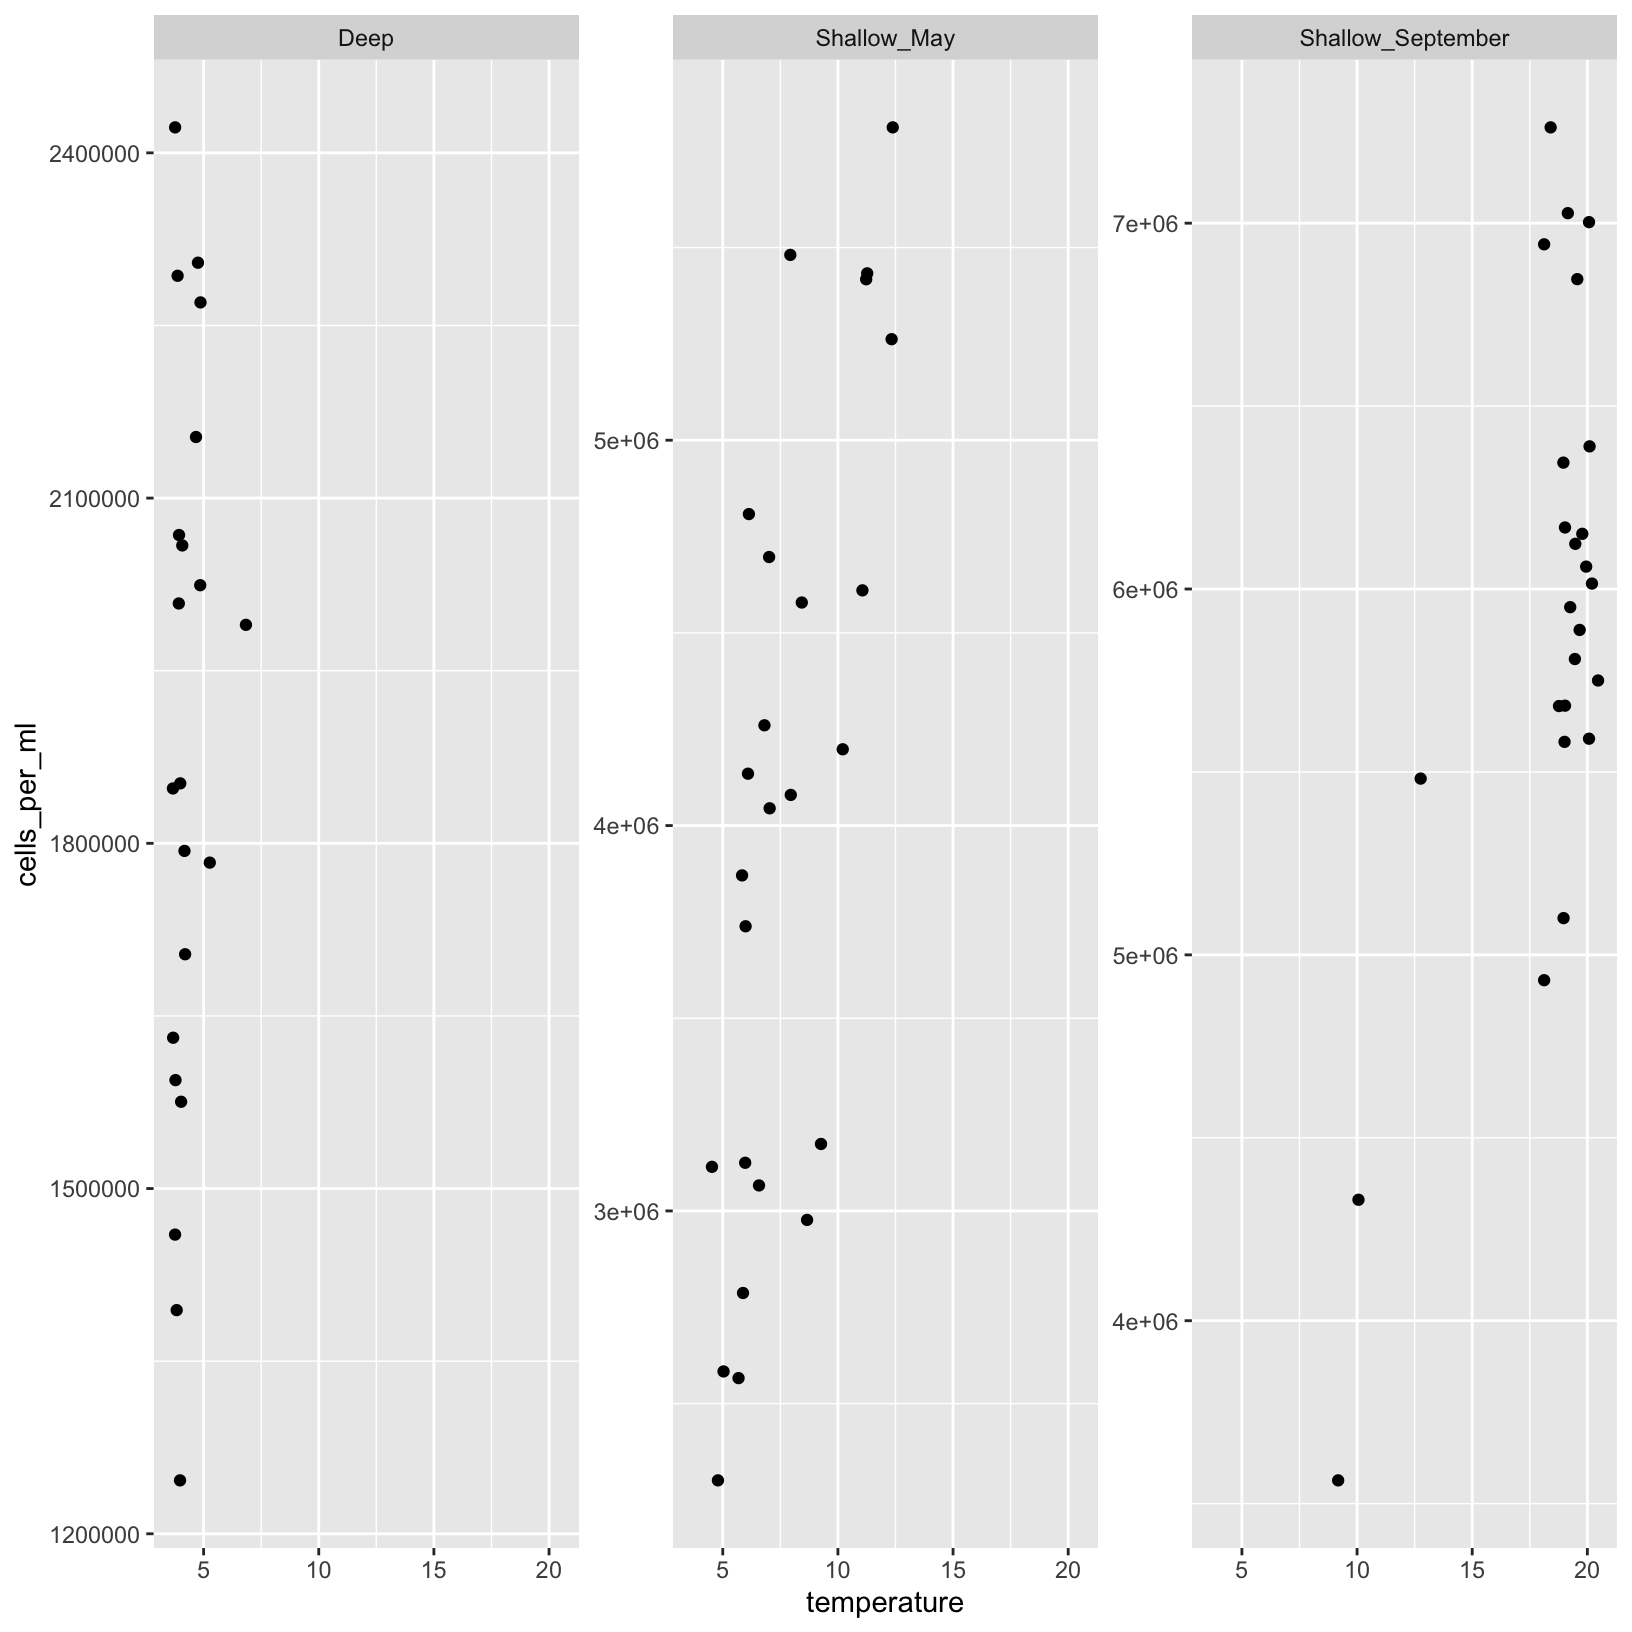 Deep
Shallow_May
Shallow_September
cells_per_ml
2400000
2100000
1800000
1500000
1200000
5e+06
4e+06
3e+06
7e+06
6e+06
5e+06
4e+06
5 10 15 20
5 10 15 20
5 10 15 20
temperature